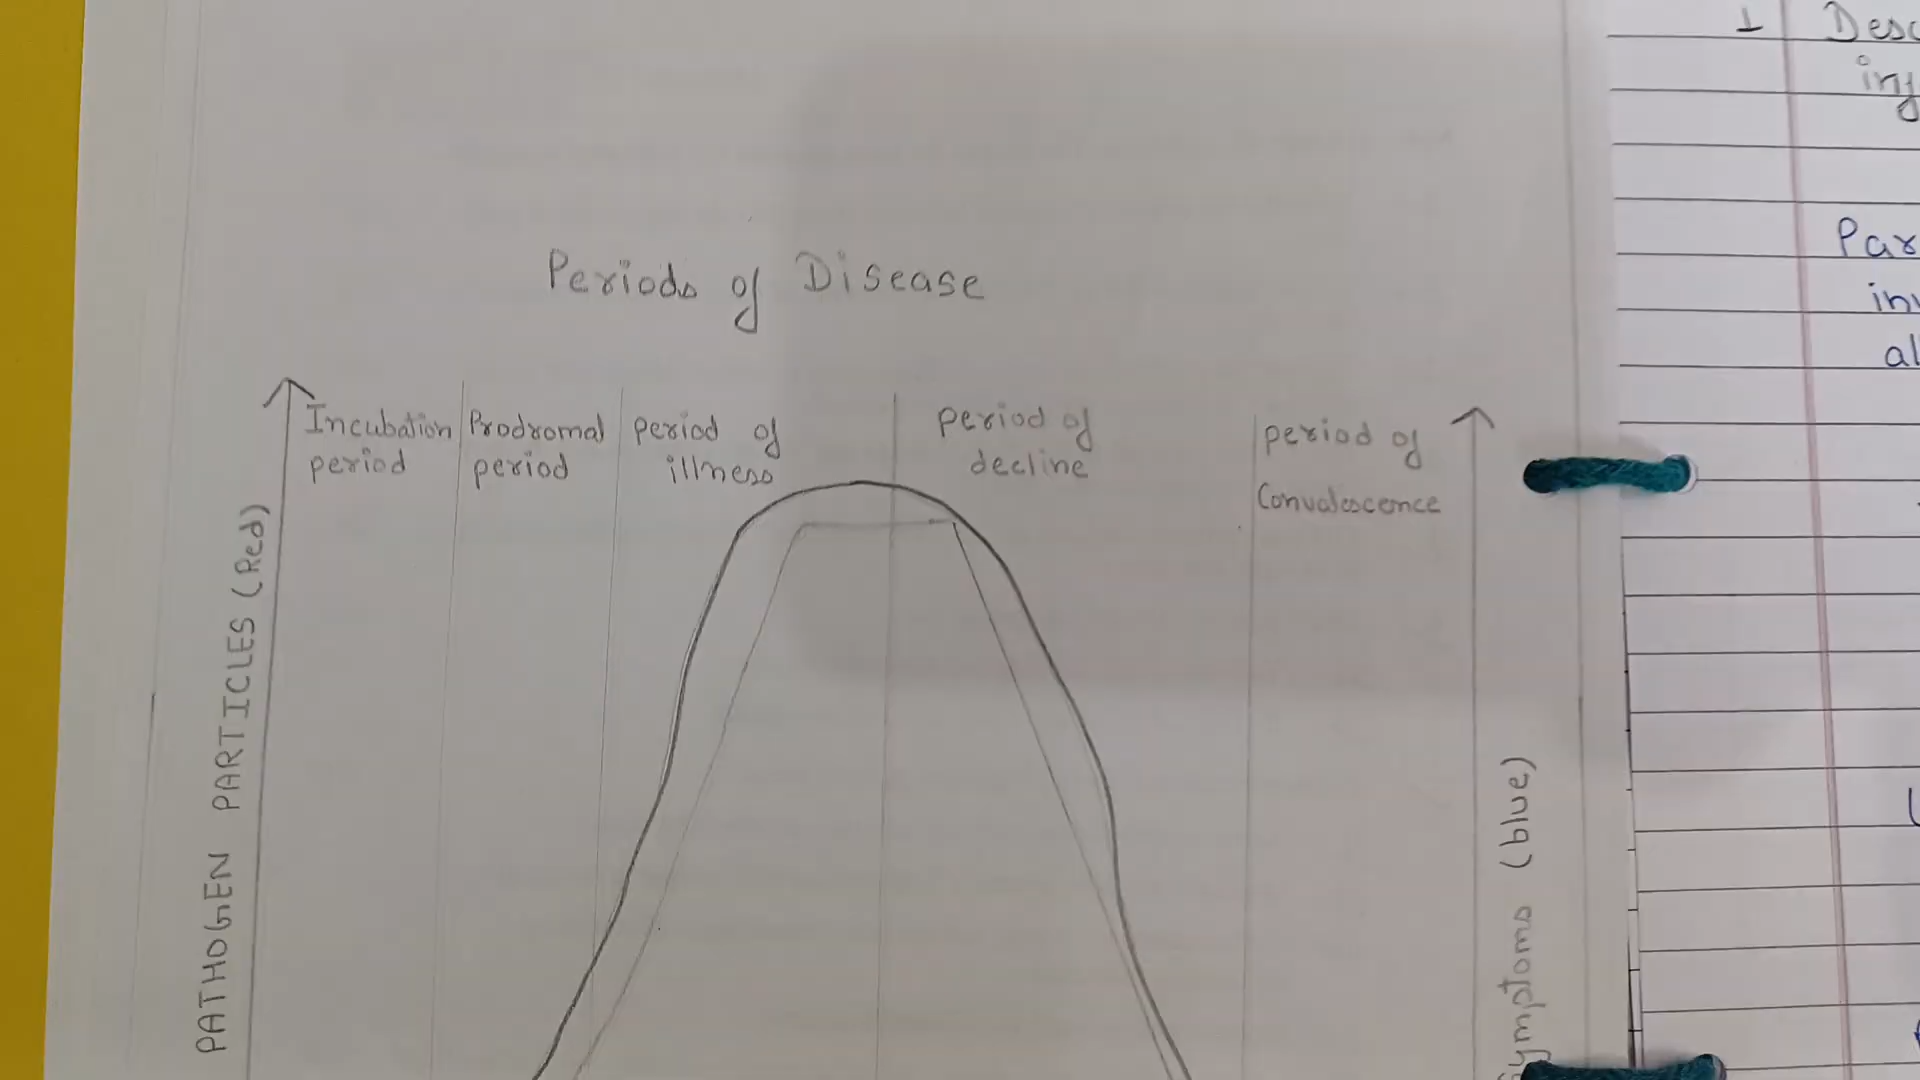 Periods of Disease
Incubation
period
Prodromal
period
period of
illness
period of
decline
period of
Convalescence
PATHOGEN PARTICLES (Red)
Symptoms (blue)
1
Desc
Par
al